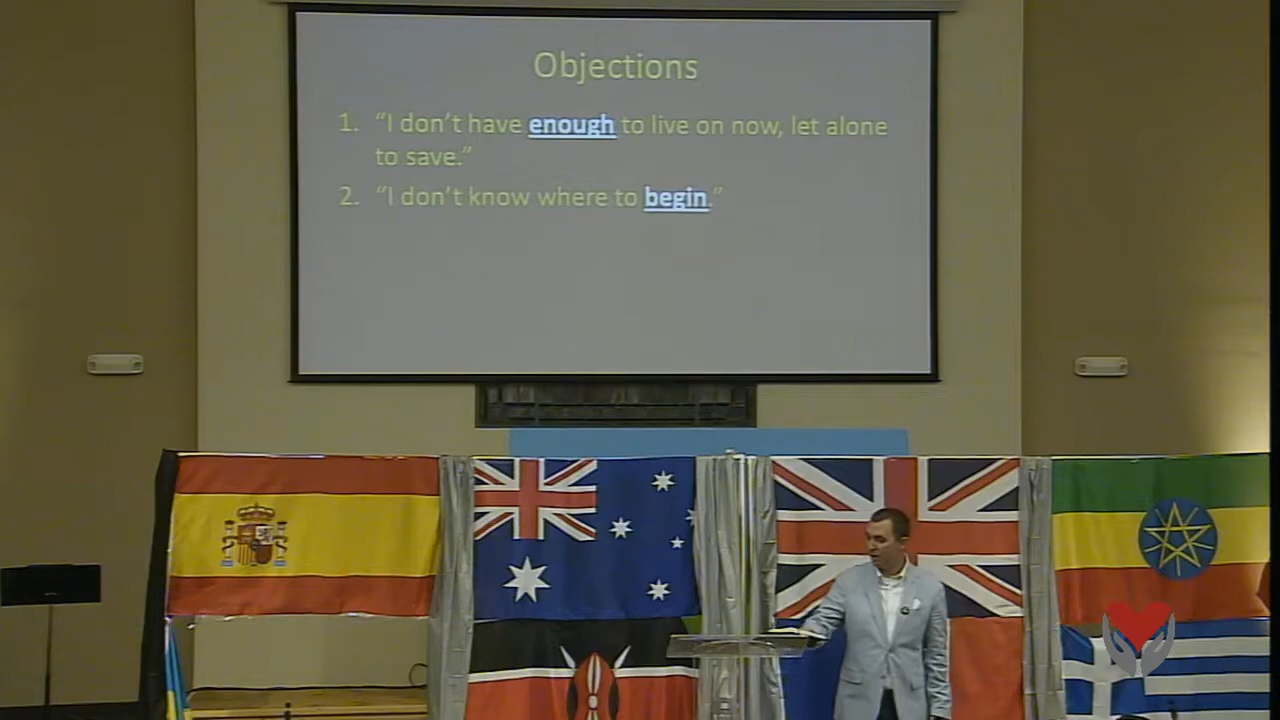 Objections
1. “I don’t have enough to live on now, let alone
to save.”
2. “I don’t know where to begin.”